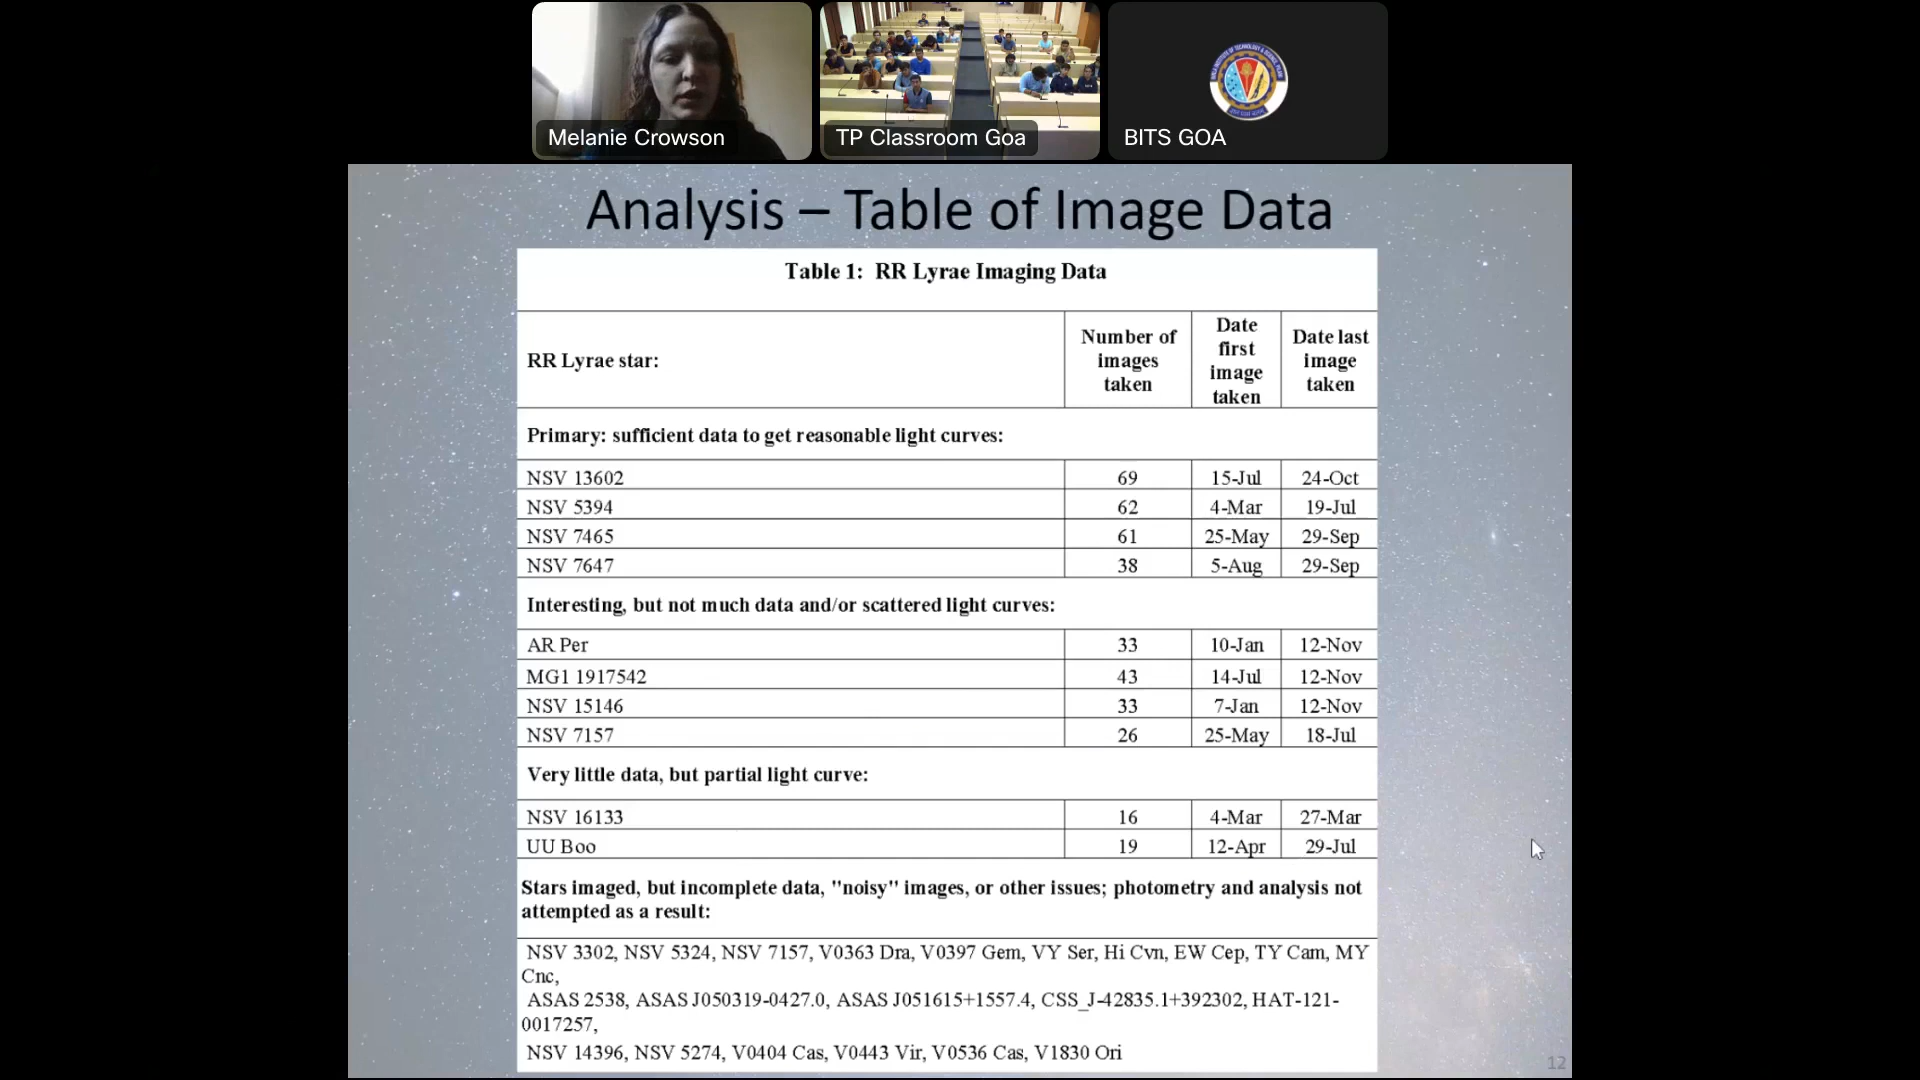 Melanie Crowson
TP Classroom Goa
BITS GOA
Analysis – Table of Image Data
Table 1: RR Lyrae Imaging Data
RR Lyrae star: Number of images taken Date first image taken Date last image taken
Primary: sufficient data to get reasonable light curves:
NSV 13602 69 15-Jul 24-Oct
NSV 5394 62 4-Mar 19-Jul
NSV 7465 61 25-May 29-Sep
NSV 7647 38 5-Aug 29-Sep
Interesting, but not much data and/or scattered light curves:
AR Per 33 10-Jan 12-Nov
MG1 1917542 43 14-Jul 12-Nov
NSV 15146 33 7-Jan 12-Nov
NSV 7157 26 25-May 18-Jul
Very little data, but partial light curve:
NSV 16133 16 4-Mar 27-Mar
UU Boo 19 12-Apr 29-Jul
Stars imaged, but incomplete data, "noisy" images, or other issues; photometry and analysis not
attempted as a result:
NSV 3302, NSV 5324, NSV 7157, V0363 Dra, V0397 Gem, VY Ser, Hi Cvn, EW Cep, TY Cam, MY
Cnc,
ASAS 2538, ASAS J050319-0427.0, ASAS J051615+1557.4, CSS_J-42835.1+392302, HAT-121-
0017257,
NSV 14396, NSV 5274, V0404 Cas, V0443 Vir, V0536 Cas, V1830 Ori
12